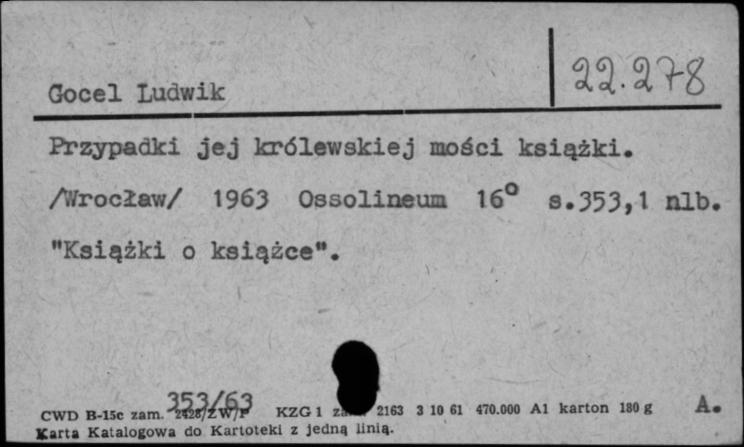 22.278
Gocel Ludwik
Przypadki jej królewskiej mości książki.
/Wrocław/ 1963 Ossolineum 16° s.353,1 nlb.
"Książki o książce".
353/63
CWD B-15c zam. 2428/ZW/P KZG 1 2163 3 10 61 470.000 A1 karton 180 g A.
Karta Katalogowa do Kartoteki z jedną linią.